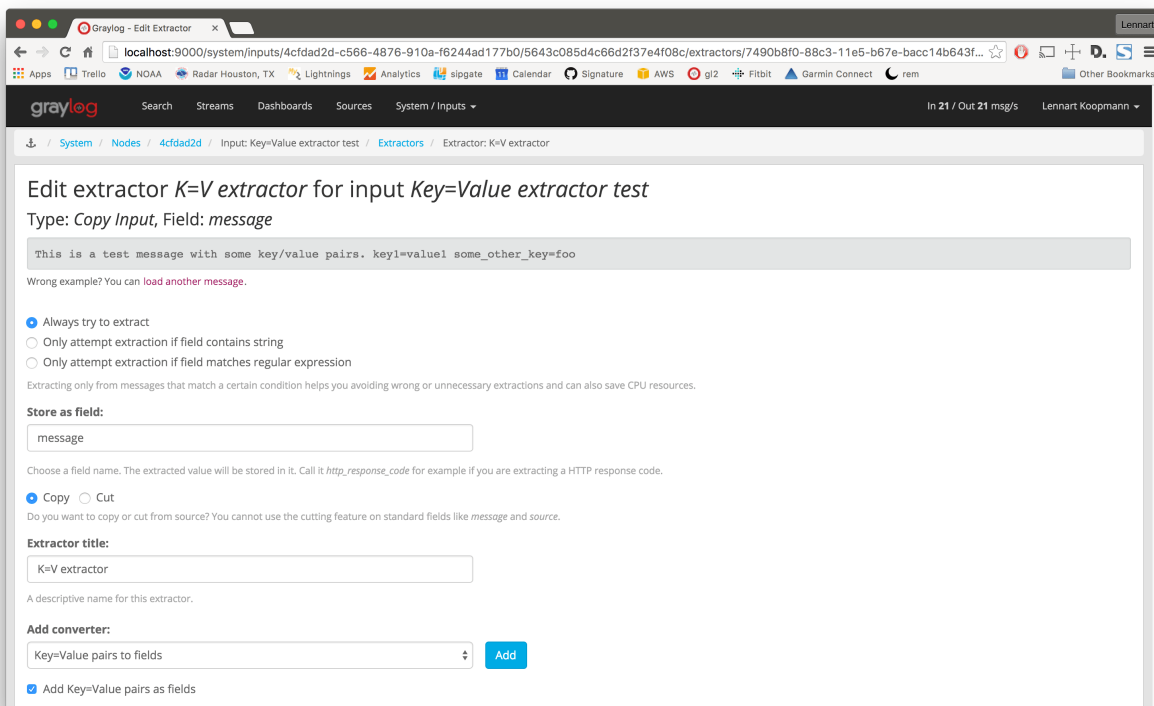 Graylog - Edit Extractor ×
Lennart
localhost:9000/system/inputs/4cfdad2d-c566-4876-910a-f6244ad177b0/5643c085d4c66d2f37e4f08c/extractors/7490b8f0-88c3-11e5-b67e-bacc14b643f...
Apps Trello NOAA Radar Houston, TX Lightnings Analytics sipgate Calendar Signature AWS gl2 Fitbit Garmin Connect rem Other Bookmarks
graylog Search Streams Dashboards Sources System / Inputs In 21 / Out 21 msg/s Lennart Koopmann
/ System / Nodes / 4cfdad2d / Input: Key=Value extractor test / Extractors / Extractor: K=V extractor
Edit extractor K=V extractor for input Key=Value extractor test
Type: Copy Input, Field: message
This is a test message with some key/value pairs. key1=value1 some_other_key=foo
Wrong example? You can load another message.
Always try to extract
Only attempt extraction if field contains string
Only attempt extraction if field matches regular expression
Extracting only from messages that match a certain condition helps you avoiding wrong or unnecessary extractions and can also save CPU resources.
Store as field:
message
Choose a field name. The extracted value will be stored in it. Call it http_response_code for example if you are extracting a HTTP response code.
Copy Cut
Do you want to copy or cut from source? You cannot use the cutting feature on standard fields like message and source.
Extractor title:
K=V extractor
A descriptive name for this extractor.
Add converter:
Key=Value pairs to fields Add
Add Key=Value pairs as fields